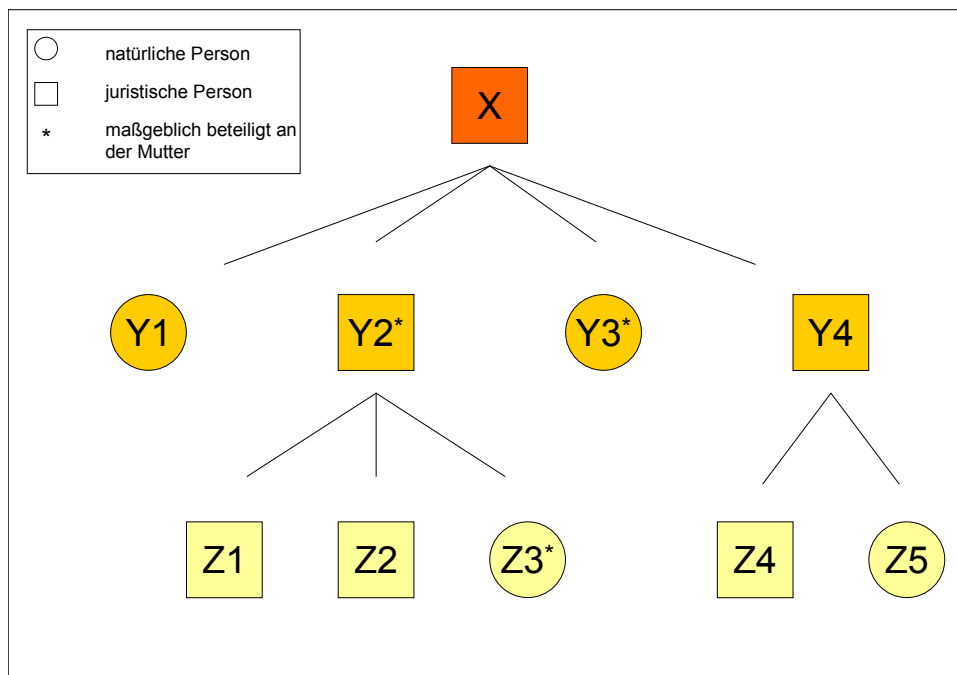 natürliche Person
juristische Person
* maßgeblich beteiligt an
der Mutter
X
Y1 Y2* Y3* Y4
Z1 Z2 Z3* Z4 Z5